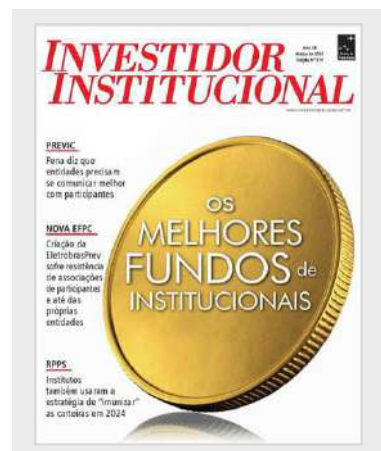 INVESTIDOR
INSTITUCIONAL
PREVIC
Pena diz que
entidades precisam
se comunicar melhor
com participantes
NOVA EFPC
Criação da
EletrobrasPrev
sofre resistência
de associações
de participantes
e até das
próprias
entidades
RPPS
Institutos
também usaram a
estratégia de "imunizar"
as carteiras em 2024
OS
MELHORES
FUNDOS de
INSTITUCIONAIS